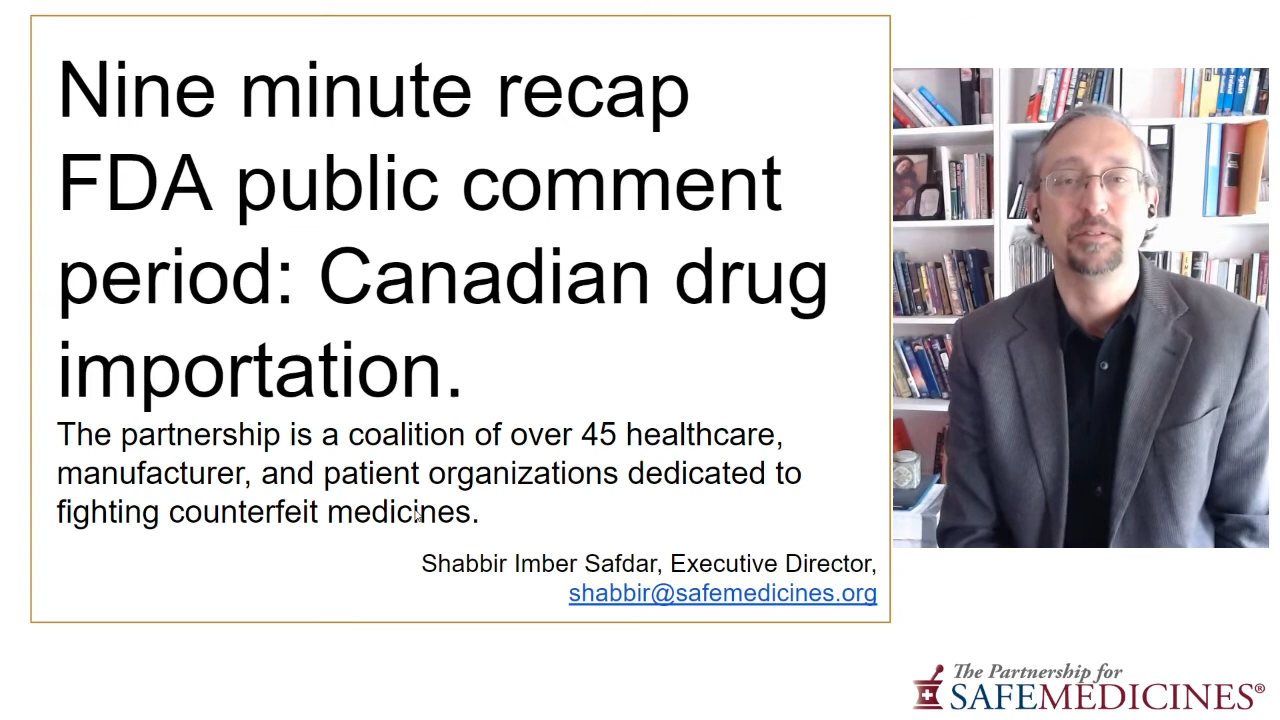 Nine minute recap
FDA public comment
period: Canadian drug
importation.
The partnership is a coalition of over 45 healthcare,
manufacturer, and patient organizations dedicated to
fighting counterfeit medicines.
Shabbir Imber Safdar, Executive Director,
shabbir@safemedicines.org
The Partnership for
SAFEMEDICINES®